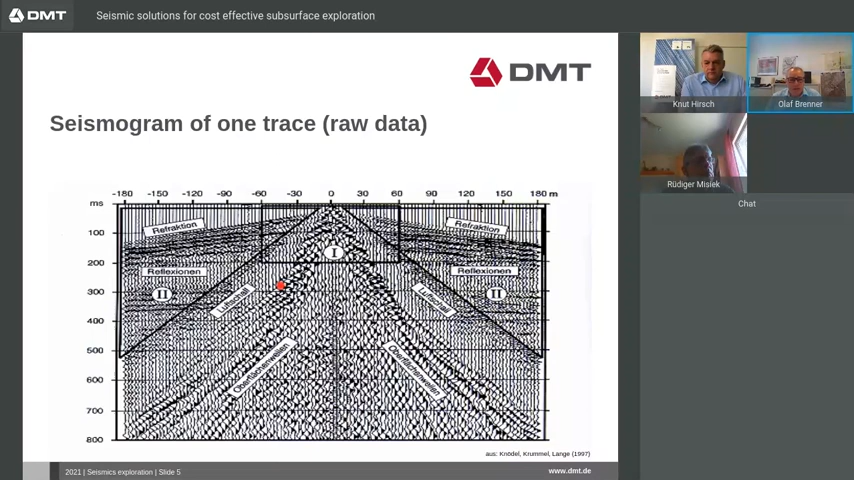 DMT
Seismic solutions for cost effective subsurface exploration
DMT
Seismogram of one trace (raw data)
-180 -150 -120 -90 -60 -30 0 30 60 90 120 150 180 m
ms
100
200
300
400
500
600
700
800
Refraktion
Refraktion
I
Reflexionen
Reflexionen
II
II
Luftschall
Luftschall
Oberflächenwellen
Oberflächenwellen
aus: Knödel, Krummel, Lange (1997)
2021 | Seismics exploration | Slide 5
www.dmt.de
Knut Hirsch
Olaf Brenner
Rüdiger Misiek
Chat